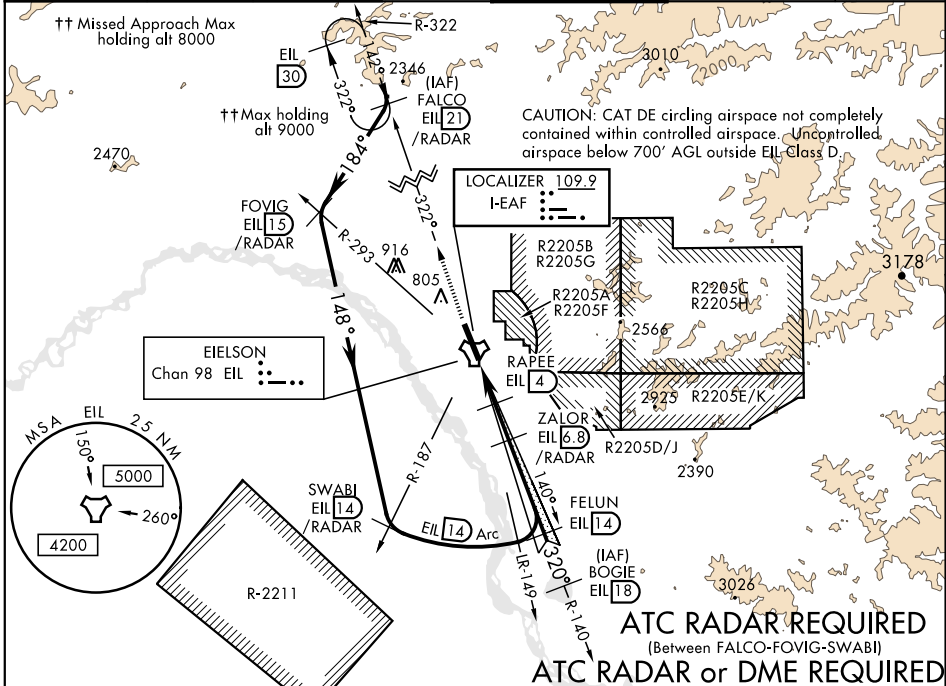 †† Missed Approach Max
holding alt 8000
R-322
EIL
30
142°
322°
2346
(IAF)
FALCO
EIL 21
/RADAR
3010
2000
††Max holding
alt 9000
CAUTION: CAT DE circling airspace not completely
contained within controlled airspace. Uncontrolled
airspace below 700' AGL outside EIL Class D.
2470
184°
322°
LOCALIZER 109.9
I-EAF
FOVIG
EIL 15
/RADAR
R-293
916
805
R2205B
R2205G
R2205A
R2205F
R2205C
R2205H
3178
2566
148°
EIELSON
Chan 98 EIL
RAPEE
EIL 4
2925
R2205E/K
ZALOR
EIL 6.8
/RADAR
R2205D/J
2390
MSA EIL 25 NM
150°
5000
260°
4200
R-187
SWABI
EIL 14
/RADAR
EIL 14 Arc
140°
FELUN
EIL 14
320°
(IAF)
BOGIE
EIL 18
LR-149
R-140
3026
R-2211
ATC RADAR REQUIRED
(Between FALCO-FOVIG-SWABI)
ATC RADAR or DME REQUIRED